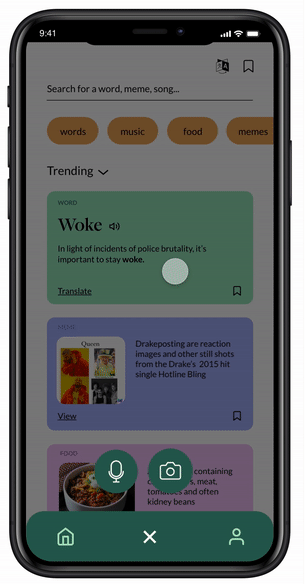 9:41
Search for a word, meme, song...
words music food memes
Trending
WORD
Woke
In light of incidents of police brutality, it's
important to stay woke.
Translate
Queen
Drakeposting are reaction
images and other still shots
from the Drake's 2015 hit
single Hotline Bling
View
FOOD
containing
meat,
tomatoes and often
kidney beans